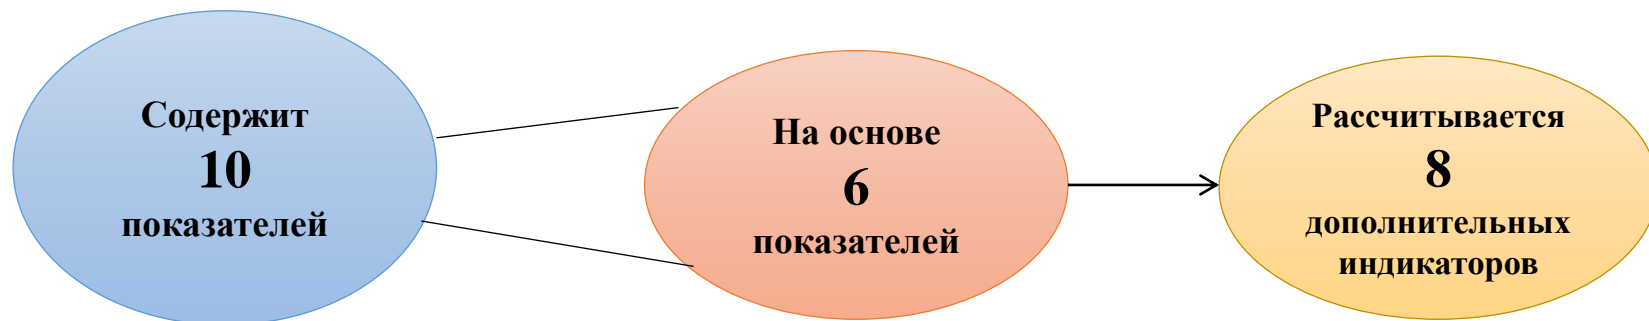 Содержит
10
показателей
На основе
6
показателей
Рассчитывается
8
дополнительных
индикаторов